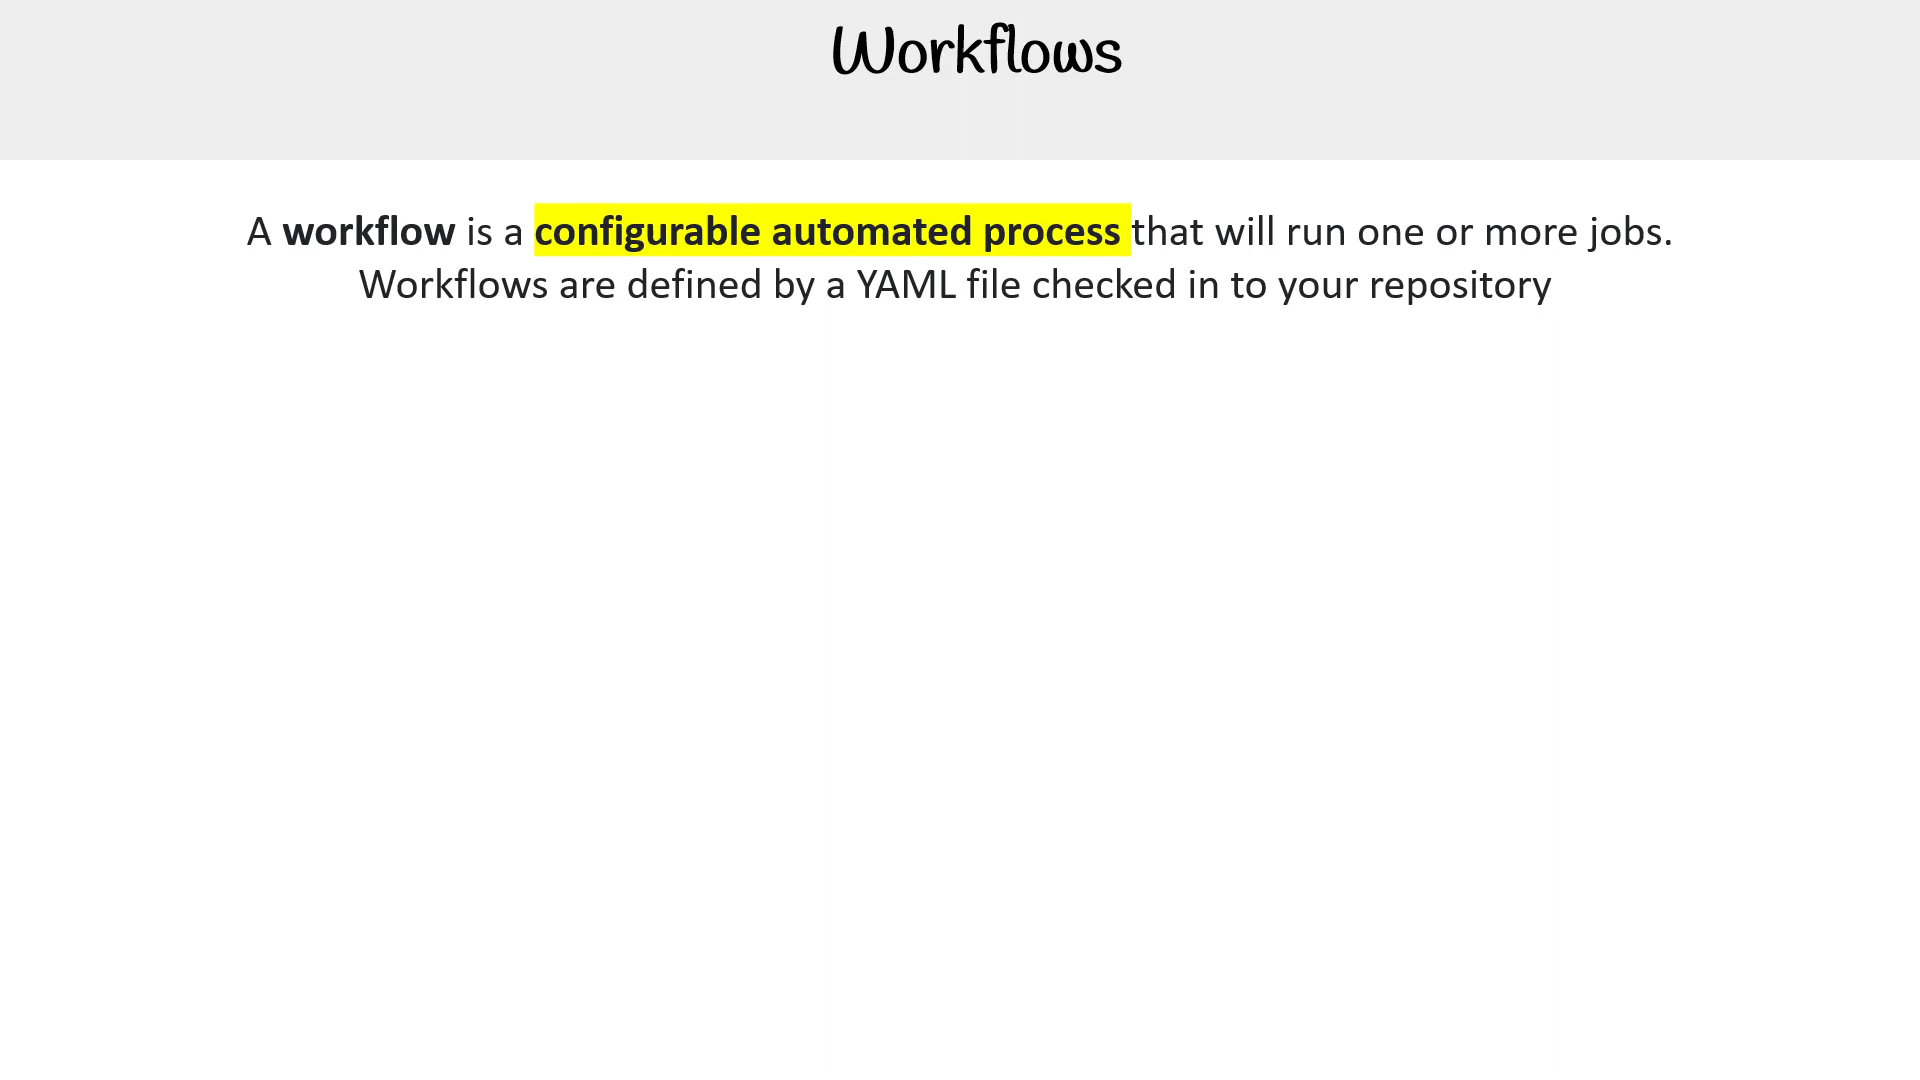 Workflows
A workflow is a configurable automated process that will run one or more jobs.
Workflows are defined by a YAML file checked in to your repository